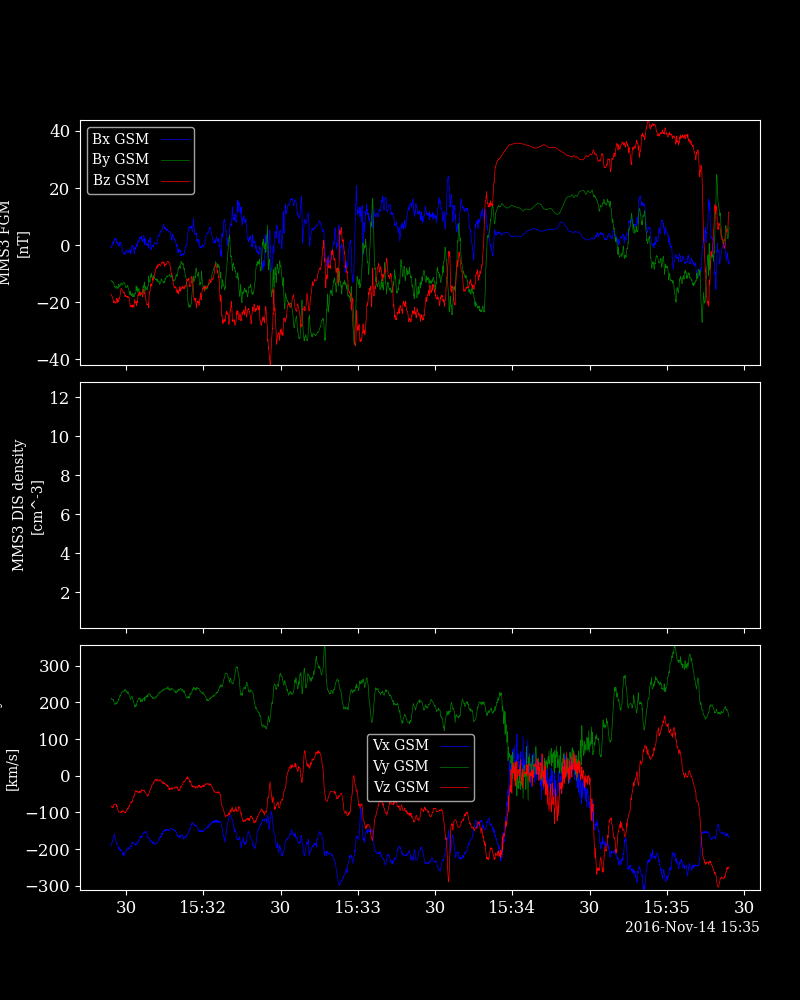 40
20
0
−20
−40
MMS3 FGM
[nT]
Bx GSM
By GSM
Bz GSM
12
10
8
6
4
2
MMS3 DIS density
[cm^-3]
300
200
100
0
−100
−200
−300
[km/s]
Vx GSM
Vy GSM
Vz GSM
30
15:32
30
15:33
30
15:34
30
15:35
30
2016-Nov-14 15:35